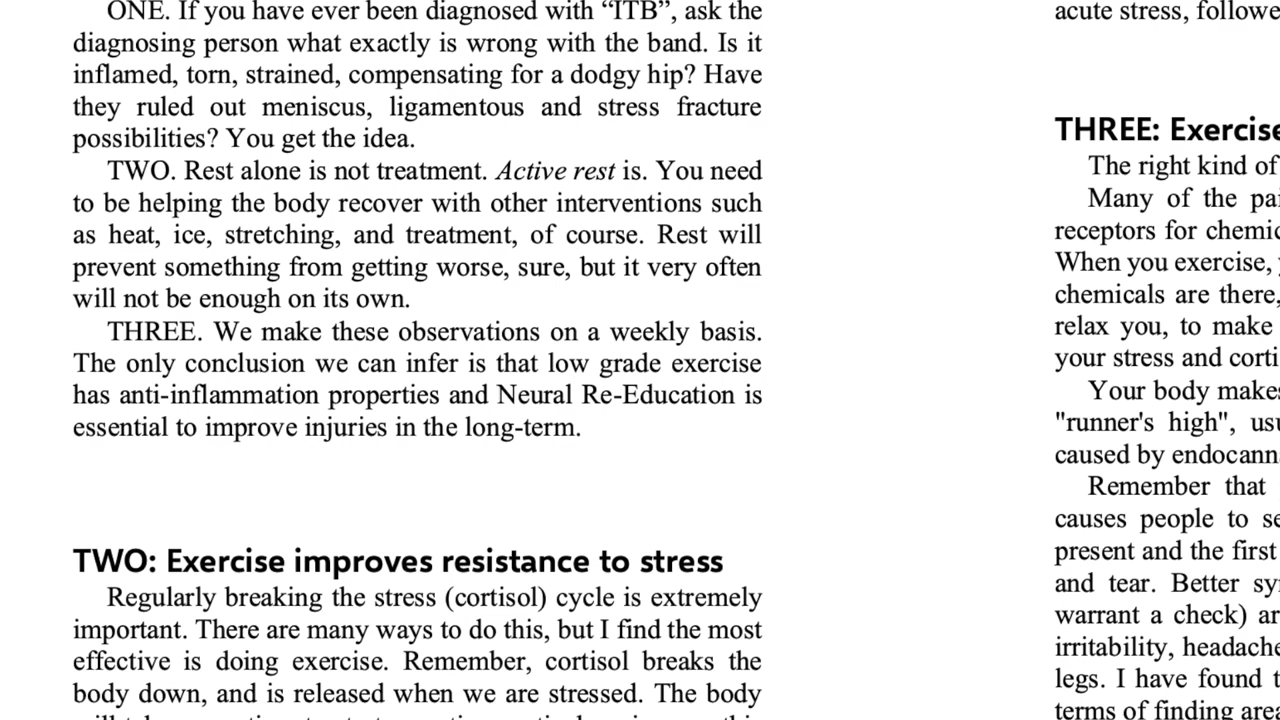 ONE. If you have ever been diagnosed with “ITB”, ask the
diagnosing person what exactly is wrong with the band. Is it
inflamed, torn, strained, compensating for a dodgy hip? Have
they ruled out meniscus, ligamentous and stress fracture
possibilities? You get the idea.
TWO. Rest alone is not treatment. Active rest is. You need
to be helping the body recover with other interventions such
as heat, ice, stretching, and treatment, of course. Rest will
prevent something from getting worse, sure, but it very often
will not be enough on its own.
THREE. We make these observations on a weekly basis.
The only conclusion we can infer is that low grade exercise
has anti-inflammation properties and Neural Re-Education is
essential to improve injuries in the long-term.
TWO: Exercise improves resistance to stress
Regularly breaking the stress (cortisol) cycle is extremely
important. There are many ways to do this, but I find the most
effective is doing exercise. Remember, cortisol breaks the
body down, and is released when we are stressed. The body
acute stress,
THREE: Exercise
The right kind of
Many of the
receptors for
When you exercise,
chemicals are there,
relax you, to make
your stress and
Your body makes
"runner's high",
caused by
Remember that
causes people to
present and the first
and tear. Better
warrant a check)
irritability,
legs. I have found
terms of finding